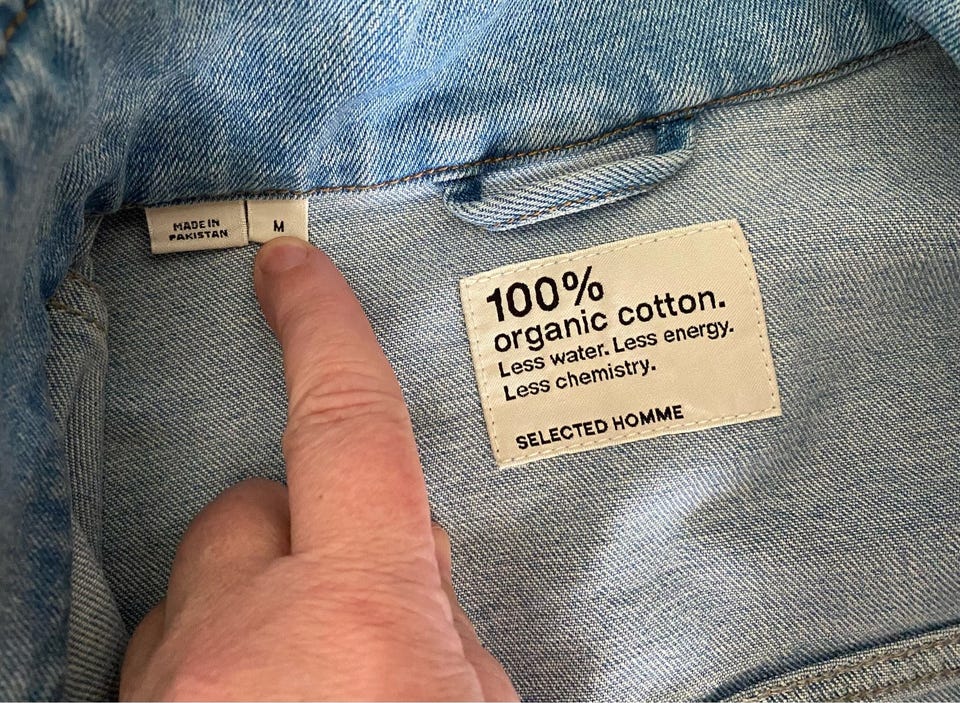 MADE IN
PAKISTAN
M
100%
organic cotton.
Less water. Less energy.
Less chemistry.
SELECTED HOMME